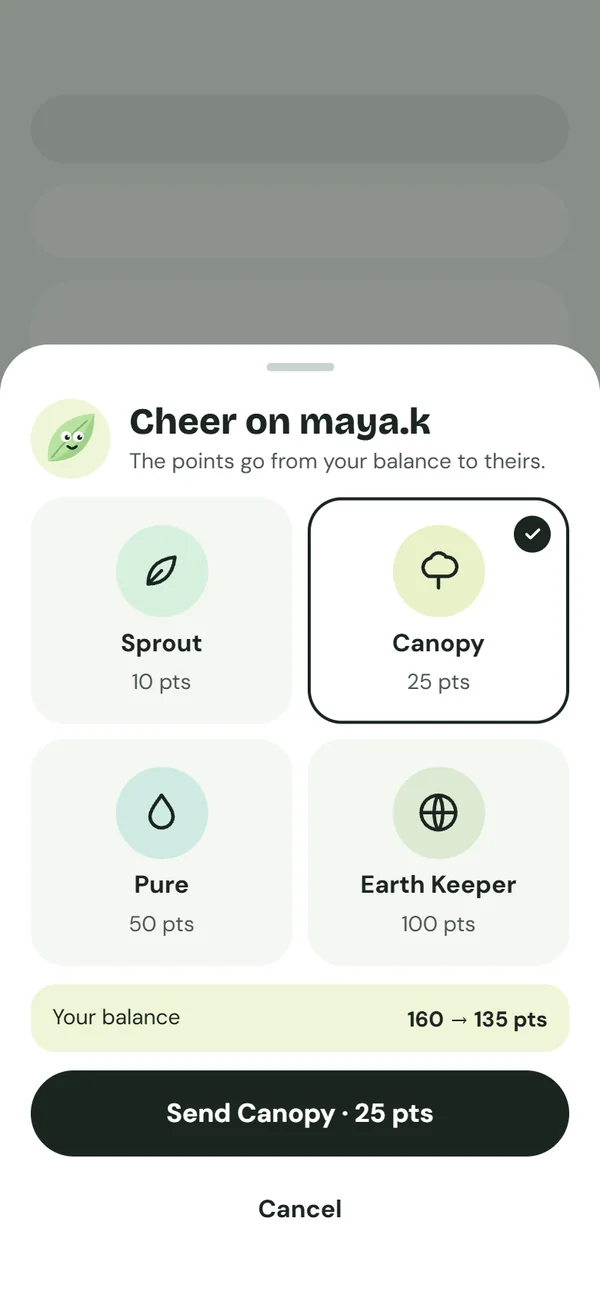 Cheer on maya.k
The points go from your balance to theirs.
Sprout
10 pts
Canopy
25 pts
Pure
50 pts
Earth Keeper
100 pts
Your balance
160 → 135 pts
Send Canopy · 25 pts
Cancel